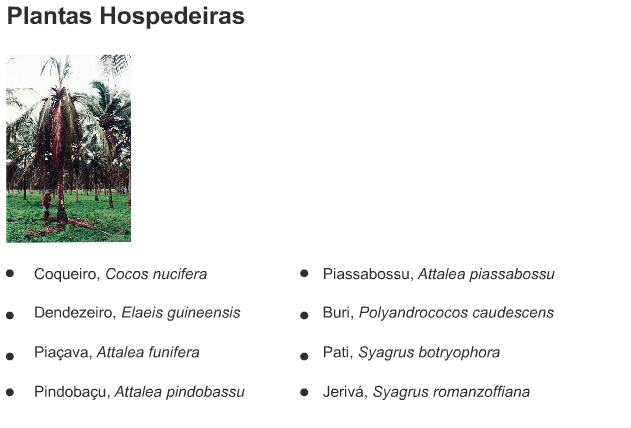 Plantas Hospedeiras
Coqueiro, Cocos nucifera
Dendezeiro, Elaeis guineensis
Piaçava, Attalea funifera
Pindobaçu, Attalea pindobassu
Piassabossu, Attalea piassabossu
Buri, Polyandrococos caudescens
Pati, Syagrus botryophora
Jerivá, Syagrus romanzoffiana